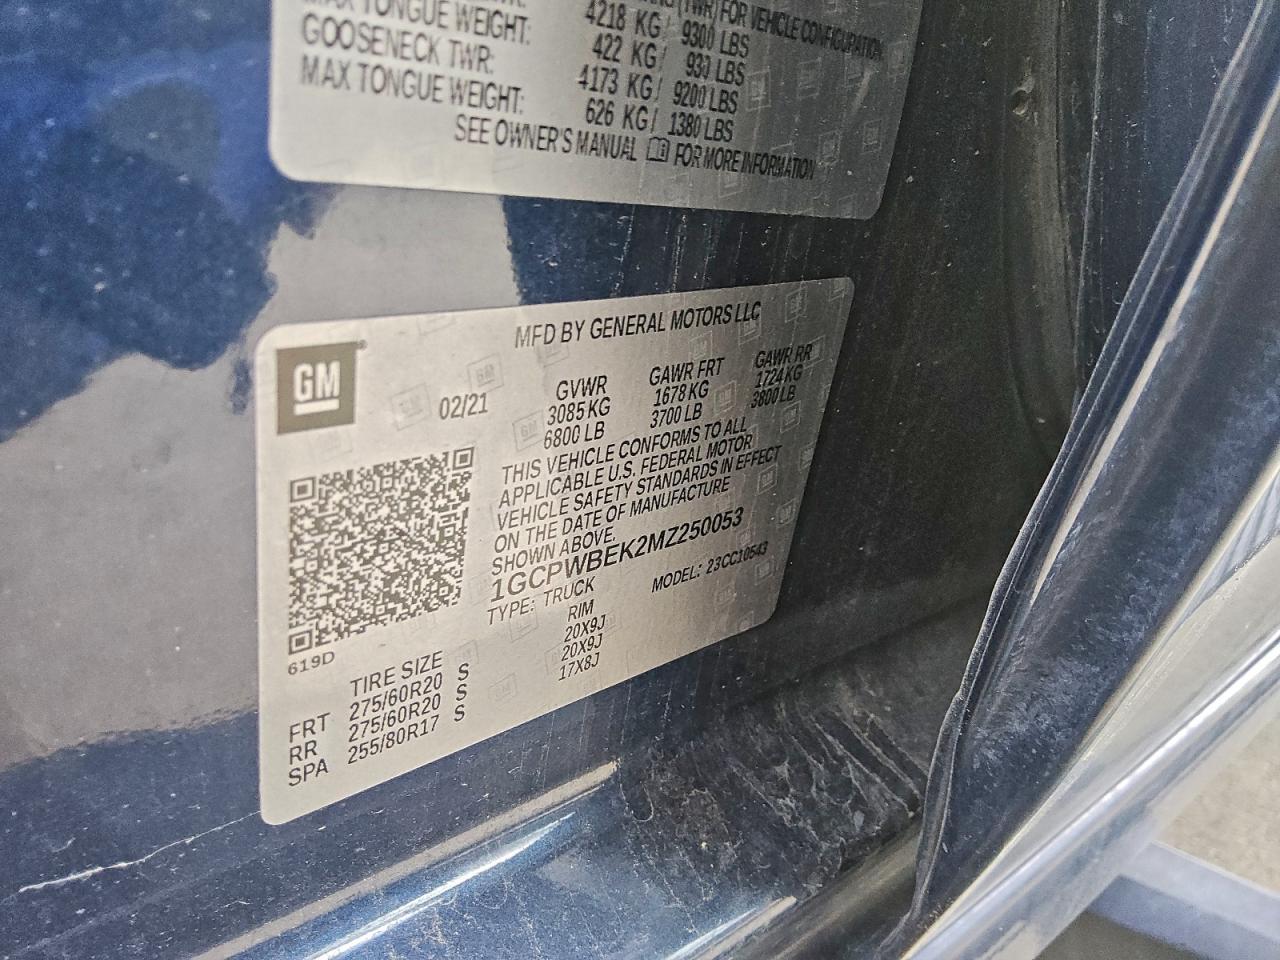 (TWR) FOR VEHICLE CONFIGURATION
4218 KG / 9300 LBS
MAX TONGUE WEIGHT: 422 KG / 930 LBS
GOOSENECK TWR: 4173 KG / 9200 LBS
MAX TONGUE WEIGHT: 626 KG / 1380 LBS
SEE OWNER'S MANUAL FOR MORE INFORMATION
MFD BY GENERAL MOTORS LLC
GM
02/21
GVWR GAWR FRT GAWR RR
3085 KG 1678 KG 1724 KG
6800 LB 3700 LB 3800 LB
THIS VEHICLE CONFORMS TO ALL
APPLICABLE U.S. FEDERAL MOTOR
VEHICLE SAFETY STANDARDS IN EFFECT
ON THE DATE OF MANUFACTURE
SHOWN ABOVE.
1GCPWBEK2MZ250053
TYPE: TRUCK MODEL: 23CC10543
619D
TIRE SIZE RIM
FRT 275/60R20 S 20X9J
RR 275/60R20 S 20X9J
SPA 255/80R17 S 17X8J